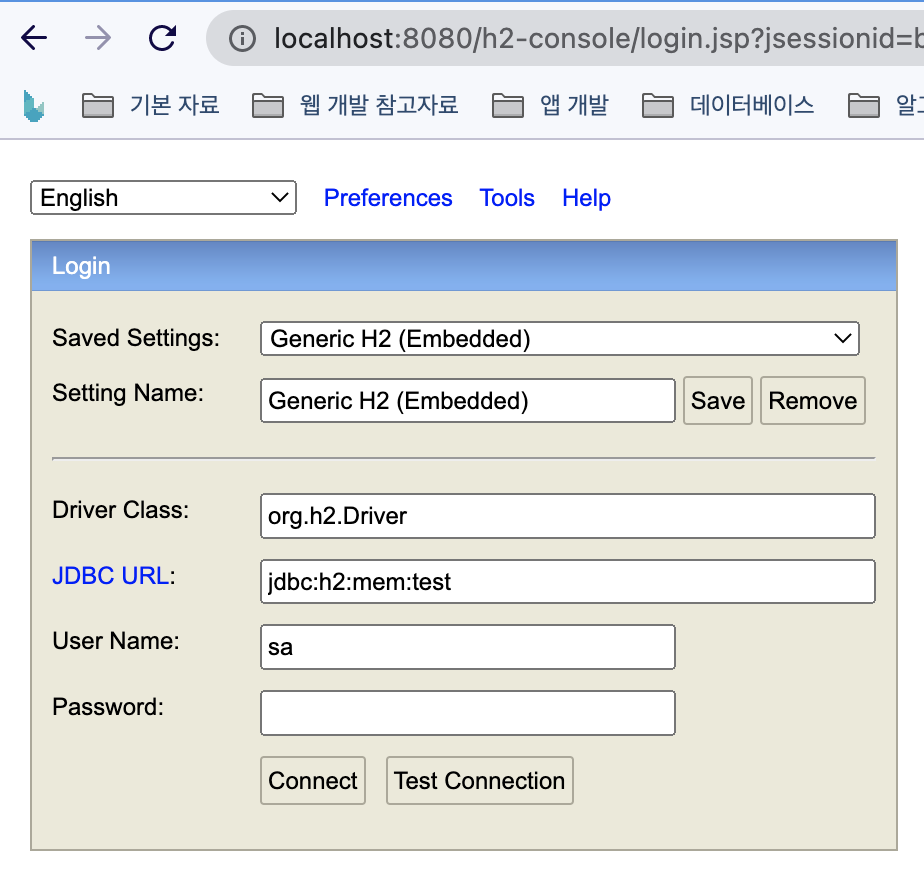 localhost:8080/h2-console/login.jsp?jsessionid=
기본 자료 웹 개발 참고자료 앱 개발 데이터베이스
English Preferences Tools Help
Login
Saved Settings: Generic H2 (Embedded)
Setting Name: Generic H2 (Embedded) Save Remove
Driver Class: org.h2.Driver
JDBC URL: jdbc:h2:mem:test
User Name: sa
Password:
Connect Test Connection